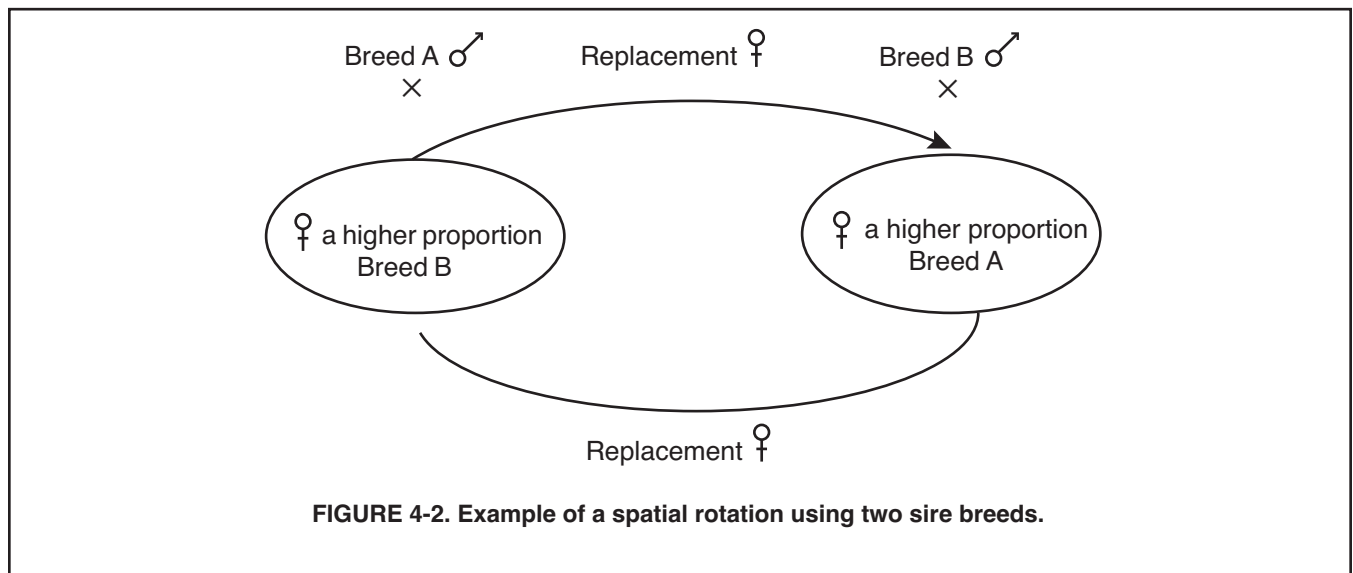 Breed A ♂
×
Replacement ♀
Breed B ♂
×
♀ a higher proportion
Breed B
♀ a higher proportion
Breed A
Replacement ♀
FIGURE 4-2. Example of a spatial rotation using two sire breeds.